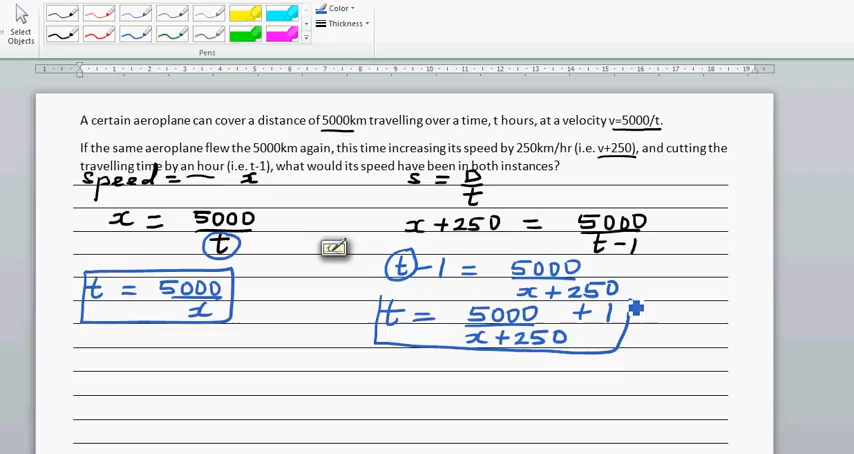 Select
Objects
Color
Thickness
Pens
1 1 2 3 4 5 6 7 8 9 10 11 12 13 14 15 16 17 18 19
A certain aeroplane can cover a distance of 5000km travelling over a time, t hours, at a velocity v=5000/t.
If the same aeroplane flew the 5000km again, this time increasing its speed by 250km/hr (i.e. v+250), and cutting the
travelling time by an hour (i.e. t-1), what would its speed have been in both instances?
speed = — x
x = 5000/t
t = 5000/x
s = D/t
x + 250 = 5000/t-1
t - 1 = 5000/x + 250
t = 5000/x + 250 + 1